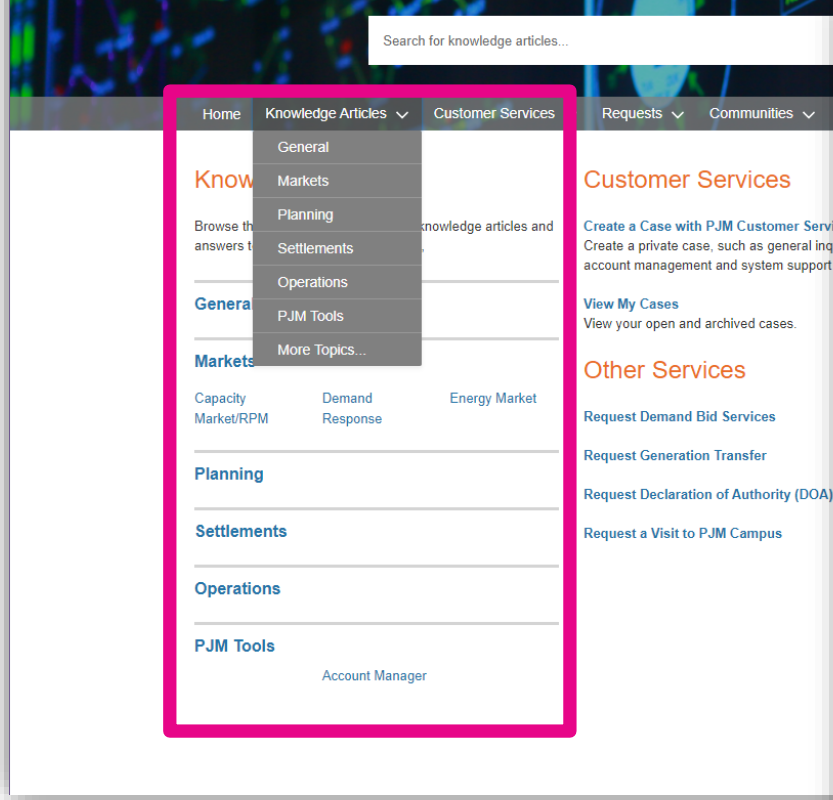 Search for knowledge articles...
Home Knowledge Articles Customer Services Requests Communities
General
Markets
Planning
Settlements
Operations
PJM Tools
More Topics...
Know
Browse th knowledge articles and
answers t
General
Markets
Capacity
Market/RPM
Demand
Response
Energy Market
Planning
Settlements
Operations
PJM Tools
Account Manager
Customer Services
Create a Case with PJM Customer Servi
Create a private case, such as general inq
account management and system support
View My Cases
View your open and archived cases.
Other Services
Request Demand Bid Services
Request Generation Transfer
Request Declaration of Authority (DOA)
Request a Visit to PJM Campus